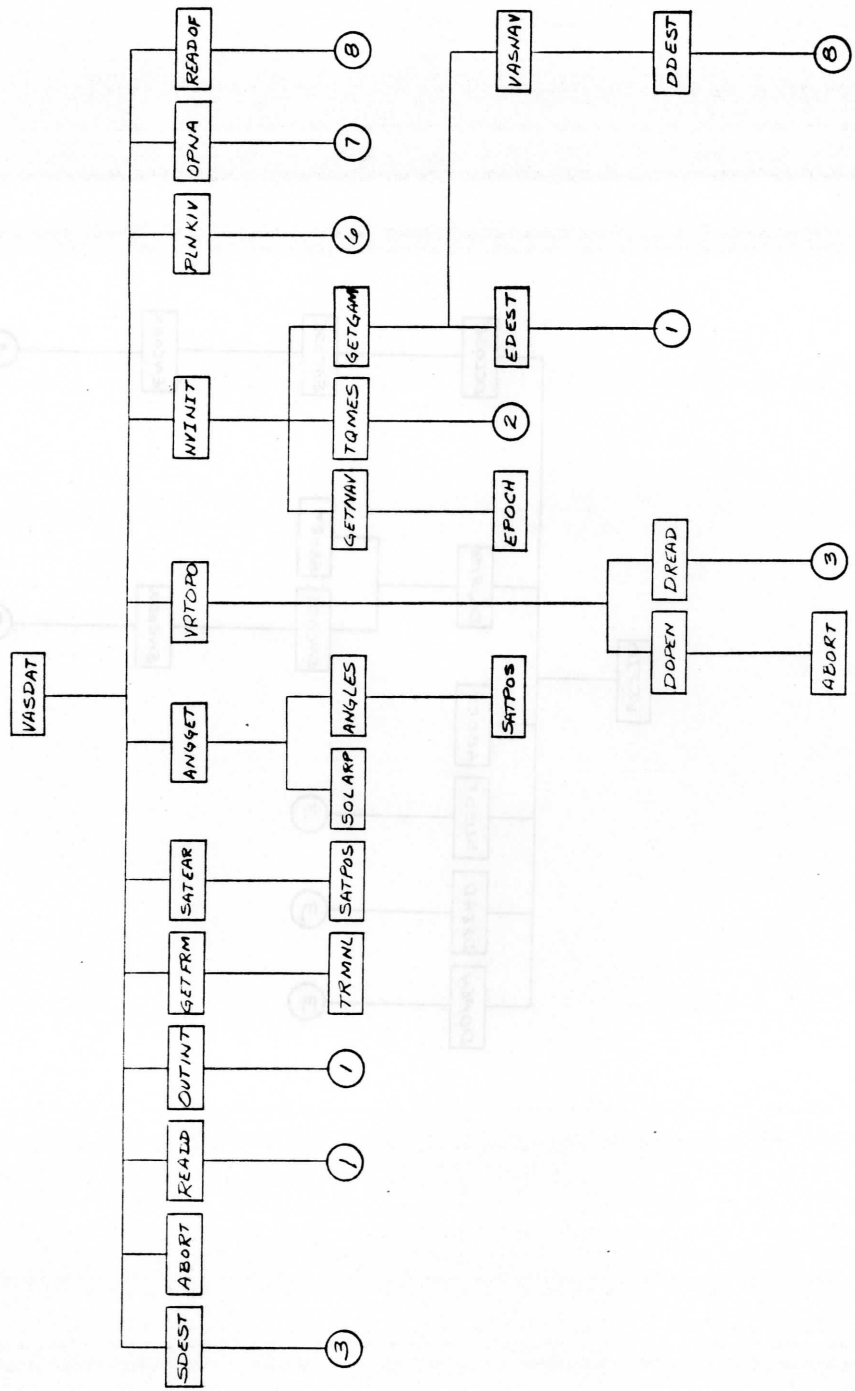 VASDAT
SDEST
ABORT
READD
OUTINT
GETFRM
SATEAR
ANGGET
VRTOPO
NVINIT
PLNKIV
OPNA
READOF
3
1
1
TRMNL
SATPOS
SOLARP
ANGLES
GETNAV
TQMES
GETGAM
6
7
8
SATPOS
EPOCH
2
EDEST
VASNAV
DOPEN
DREAD
1
DDEST
ABORT
3
8